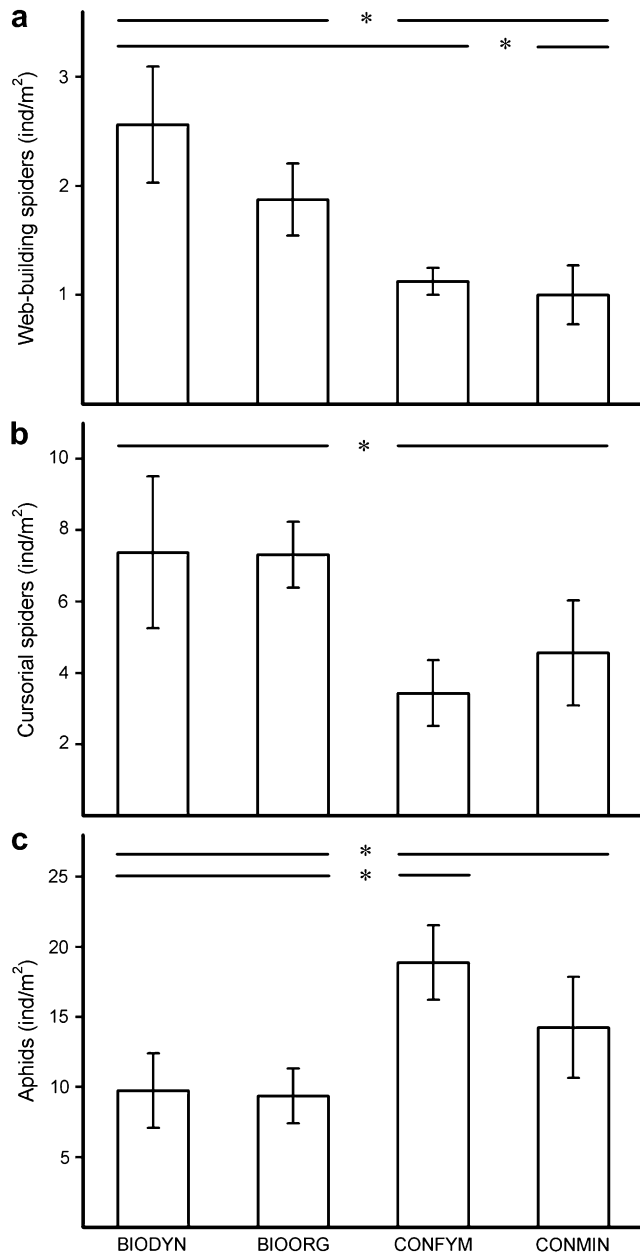 a
*
*
Web-building spiders (ind/m²)
3
2
1
b
*
Cursorial spiders (ind/m²)
10
8
6
4
2
c
*
*
Aphids (ind/m²)
25
20
15
10
5
BIODYN BIOORG CONFYM CONMIN